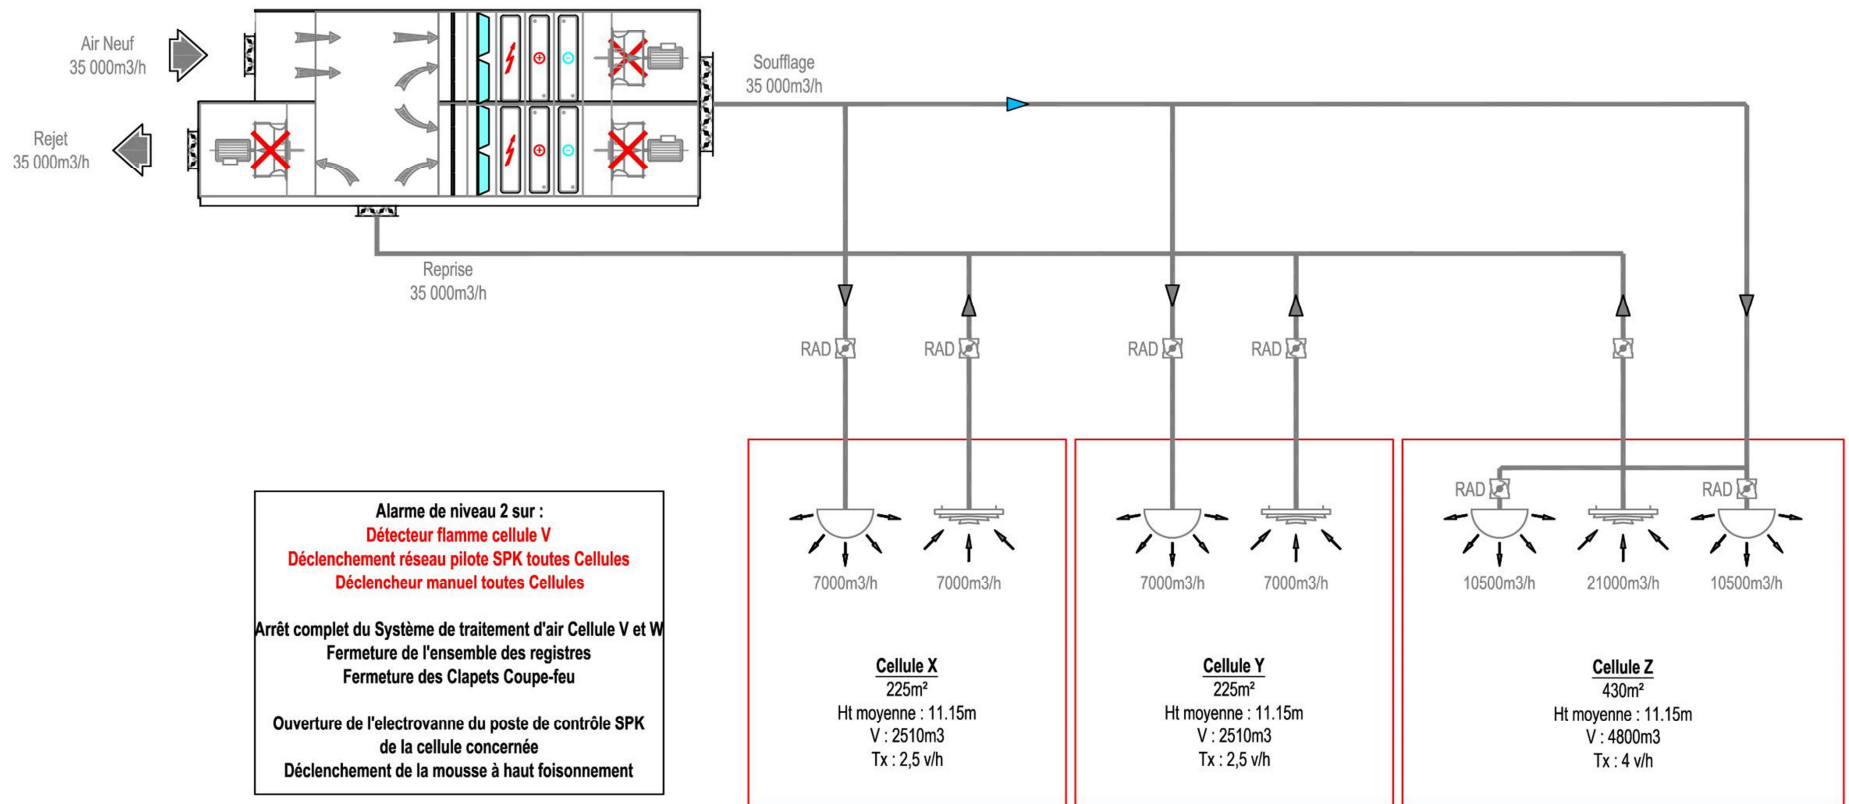 Air Neuf
35 000m3/h
Rejet
35 000m3/h
Soufflage
35 000m3/h
Reprise
35 000m3/h
RAD
RAD
RAD
RAD
RAD
RAD
7000m3/h
7000m3/h
7000m3/h
7000m3/h
10500m3/h
21000m3/h
10500m3/h
Alarme de niveau 2 sur :
Détecteur flamme cellule V
Déclenchement réseau pilote SPK toutes Cellules
Déclencheur manuel toutes Cellules
Arrêt complet du Système de traitement d'air Cellule V et W
Fermeture de l'ensemble des registres
Fermeture des Clapets Coupe-feu
Ouverture de l'electrovanne du poste de contrôle SPK
de la cellule concernée
Déclenchement de la mousse à haut foisonnement
Cellule X
225m²
Ht moyenne : 11.15m
V : 2510m3
Tx : 2,5 v/h
Cellule Y
225m²
Ht moyenne : 11.15m
V : 2510m3
Tx : 2,5 v/h
Cellule Z
430m²
Ht moyenne : 11.15m
V : 4800m3
Tx : 4 v/h